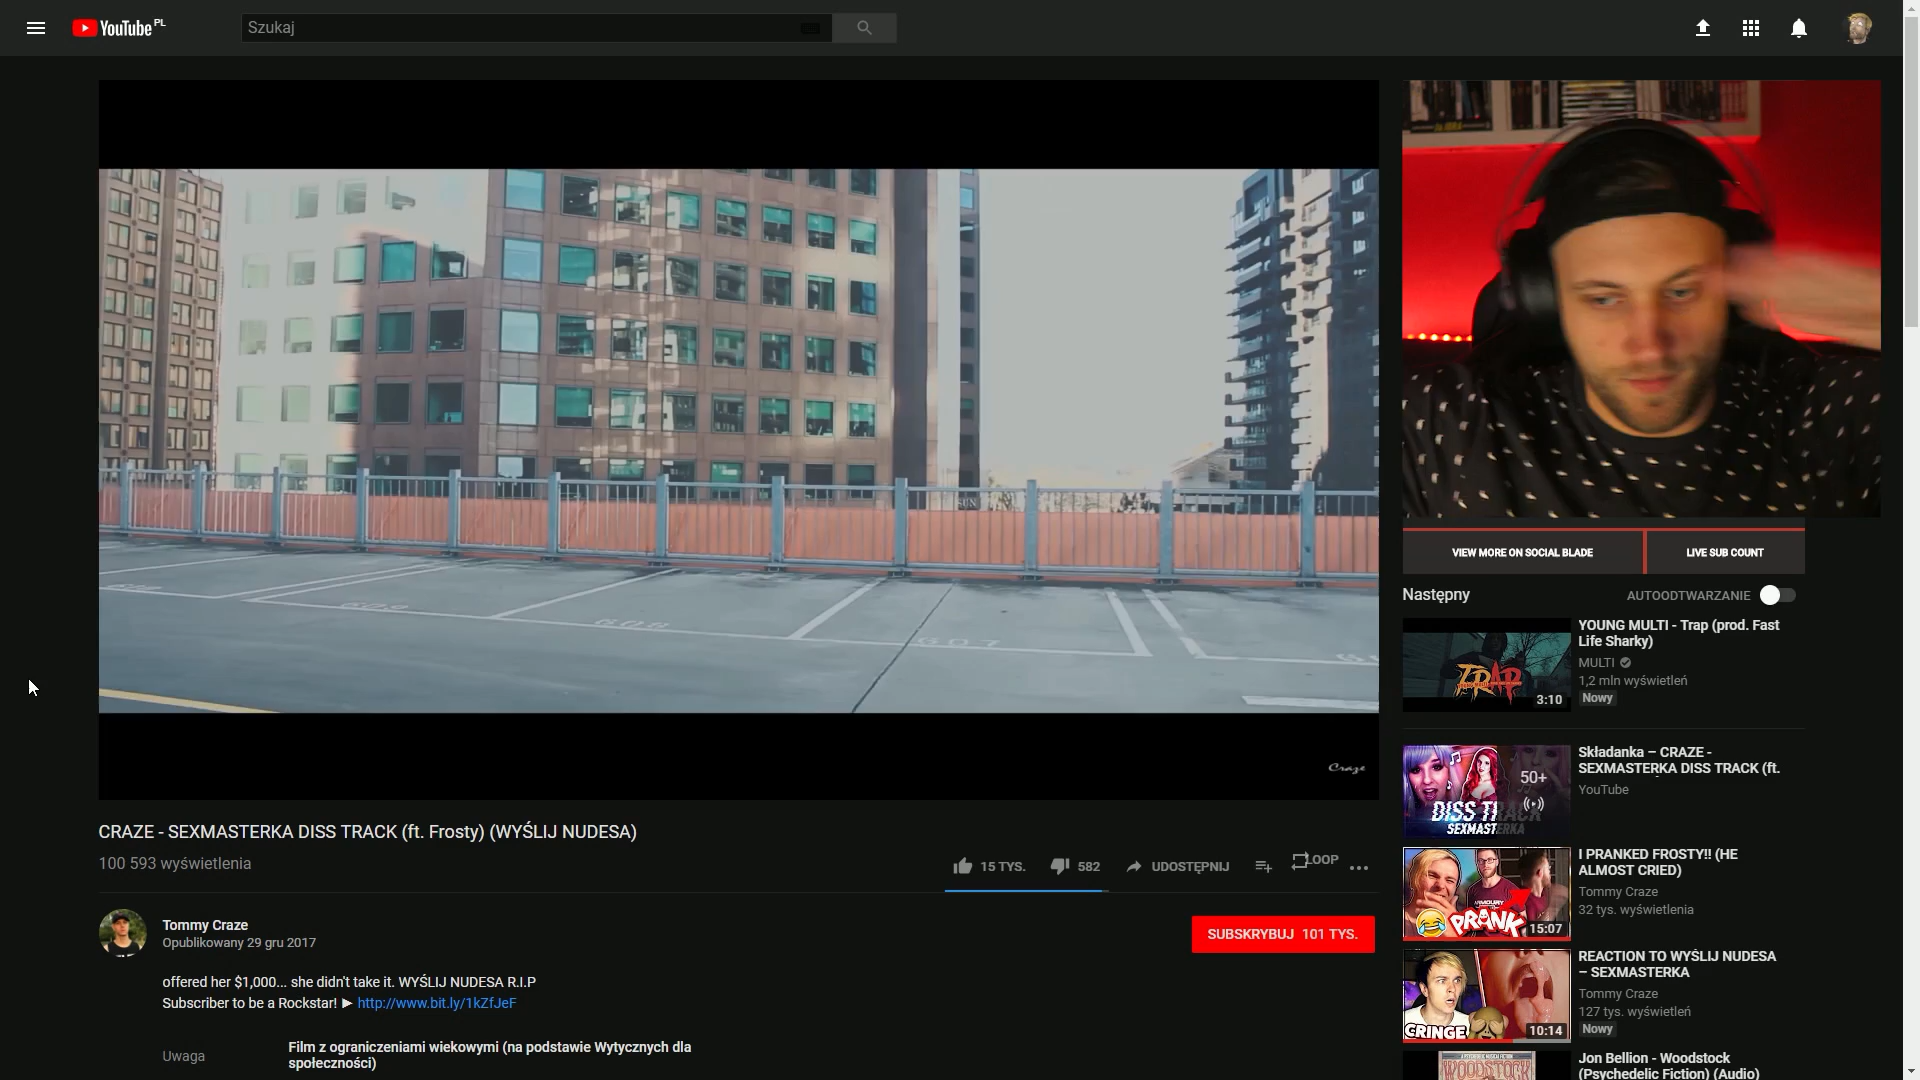 YouTube PL
Szukaj
607
Craze
CRAZE - SEXMASTERKA DISS TRACK (ft. Frosty) (WYŚLIJ NUDESA)
100 593 wyświetlenia
15 TYS.
582
UDOSTĘPNIJ
LOOP
Tommy Craze
Opublikowany 29 gru 2017
SUBSKRYBUJ 101 TYS.
offered her $1,000... she didn't take it. WYŚLIJ NUDESA R.I.P
Subscriber to be a Rockstar! ► http://www.bit.ly/1kZfJeF
Uwaga
Film z ograniczeniami wiekowymi (na podstawie Wytycznych dla
społeczności)
VIEW MORE ON SOCIAL BLADE
LIVE SUB COUNT
Następny
AUTOODTWARZANIE
TRAP
3:10
YOUNG MULTI - Trap (prod. Fast
Life Sharky)
MULTI
1,2 mln wyświetleń
Nowy
50+
DISS TRACK
SEXMASTERKA
Składanka – CRAZE -
SEXMASTERKA DISS TRACK (ft.
YouTube
PRANK
15:07
I PRANKED FROSTY!! (HE
ALMOST CRIED)
Tommy Craze
32 tys. wyświetlenia
CRINGE
10:14
REACTION TO WYŚLIJ NUDESA
– SEXMASTERKA
Tommy Craze
127 tys. wyświetleń
Nowy
WOODSTOCK
Jon Bellion - Woodstock
(Psychedelic Fiction) (Audio)